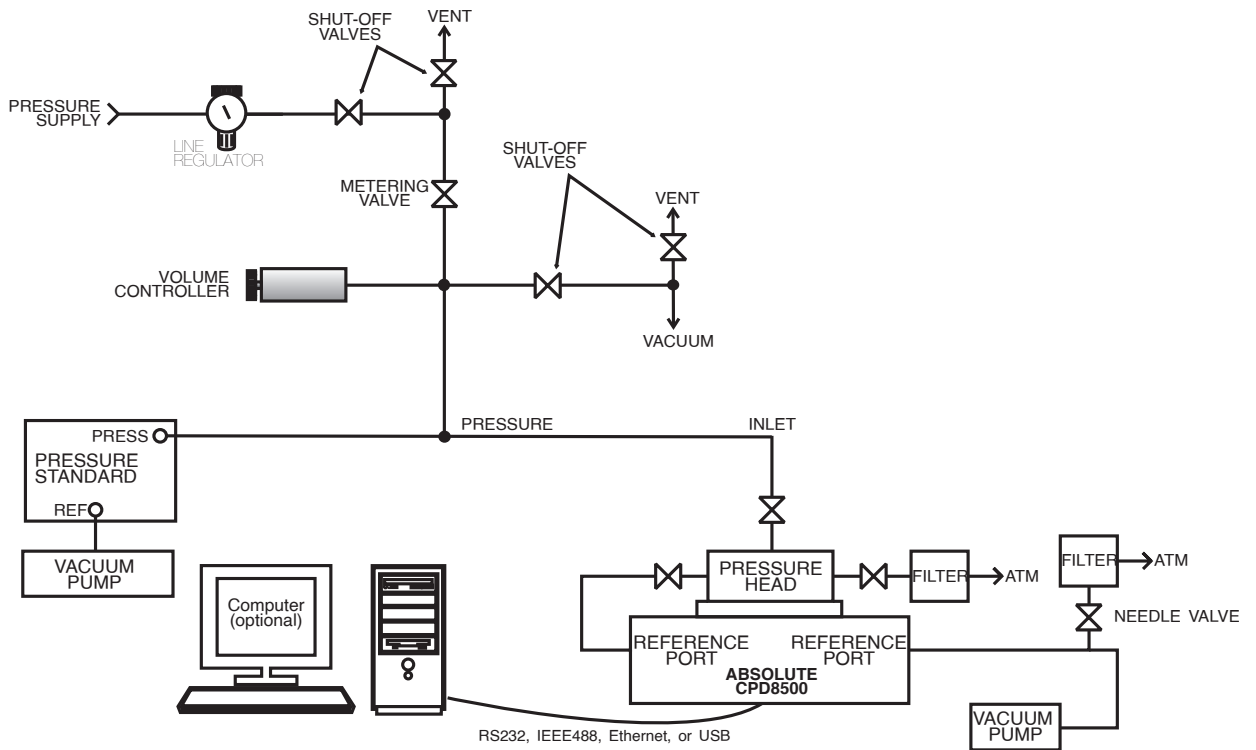 SHUT-OFF
VALVES
VENT
PRESSURE
SUPPLY
LINE
REGULATOR
METERING
VALVE
SHUT-OFF
VALVES
VENT
VOLUME
CONTROLLER
VACUUM
PRESS
PRESSURE
INLET
PRESSURE
STANDARD
REF
VACUUM
PUMP
Computer
(optional)
PRESSURE
HEAD
FILTER
ATM
FILTER
ATM
NEEDLE VALVE
REFERENCE
PORT
REFERENCE
PORT
ABSOLUTE
CPD8500
VACUUM
PUMP
RS232, IEEE488, Ethernet, or USB